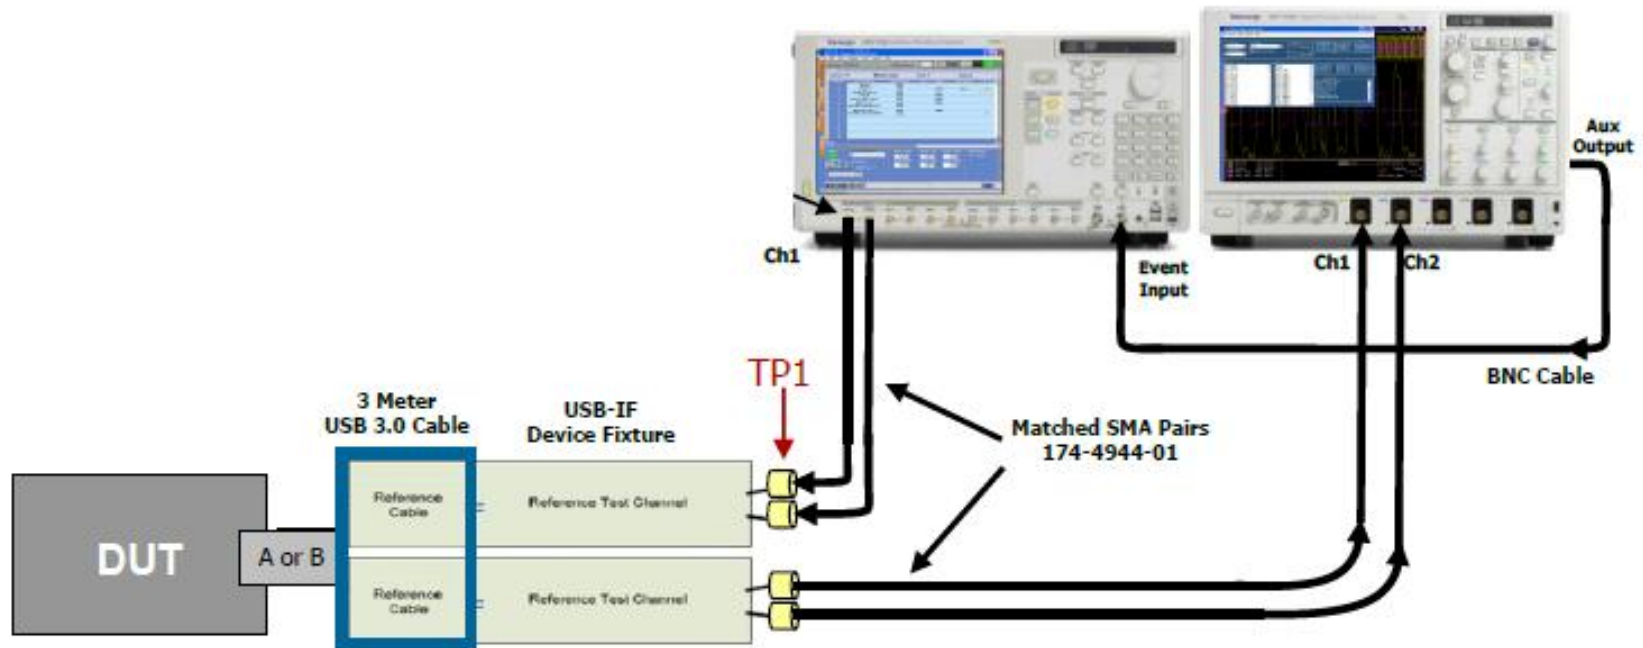 Aux
Output
Ch1
Event
Input
Ch1
Ch2
BNC Cable
TP1
3 Meter
USB 3.0 Cable
USB-IF
Device Fixture
Matched SMA Pairs
174-4944-01
Reference
Cable
Reference Test Channel
DUT
A or B
Reference
Cable
Reference Test Channel